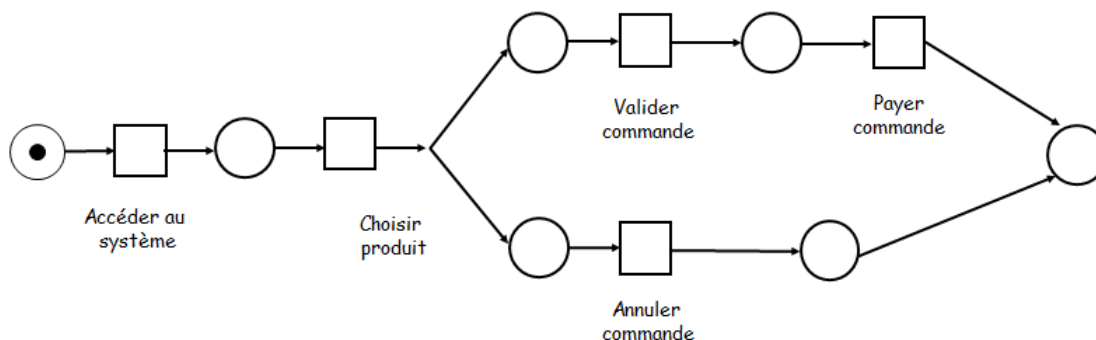 Accéder au
système
Choisir
produit
Valider
commande
Payer
commande
Annuler
commande